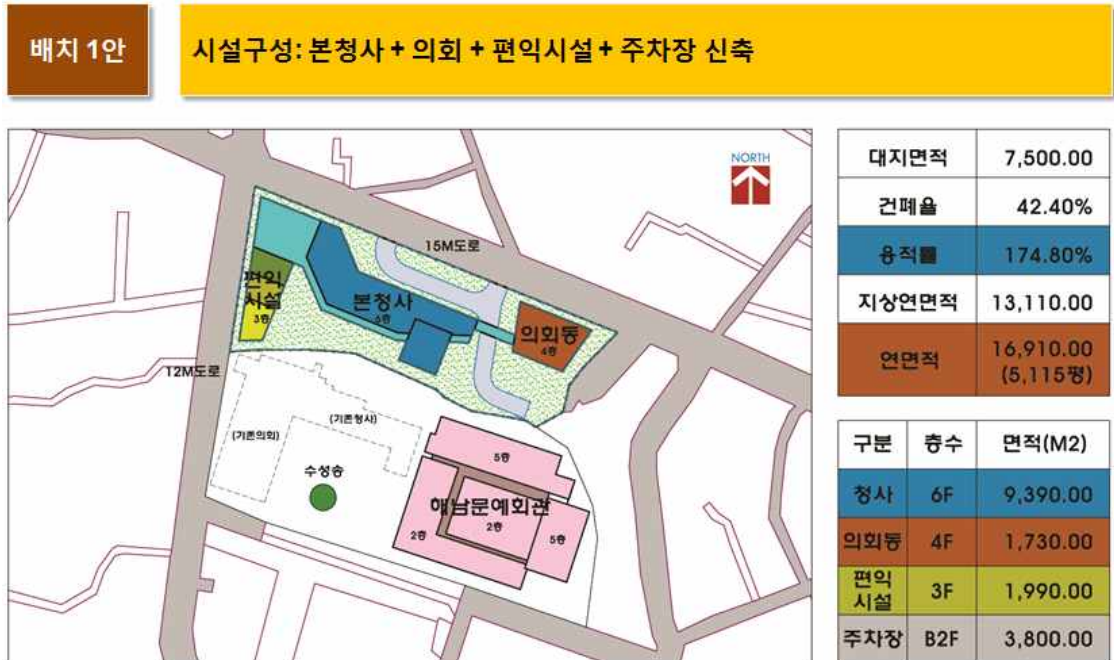 배치 1안
시설구성: 본청사 + 의회 + 편익시설 + 주차장 신축
NORTH
15M도로
편익
시설
3층
본청사
6층
의회동
4층
12M도로
(기존의회)
(기존청사)
수성송
5층
해남문예회관
2층
2층
5층
대지면적 7,500.00
건폐율 42.40%
용적률 174.80%
지상연면적 13,110.00
연면적 16,910.00
(5,115평)
구분 층수 면적(M2)
청사 6F 9,390.00
의회동 4F 1,730.00
편익
시설 3F 1,990.00
주차장 B2F 3,800.00